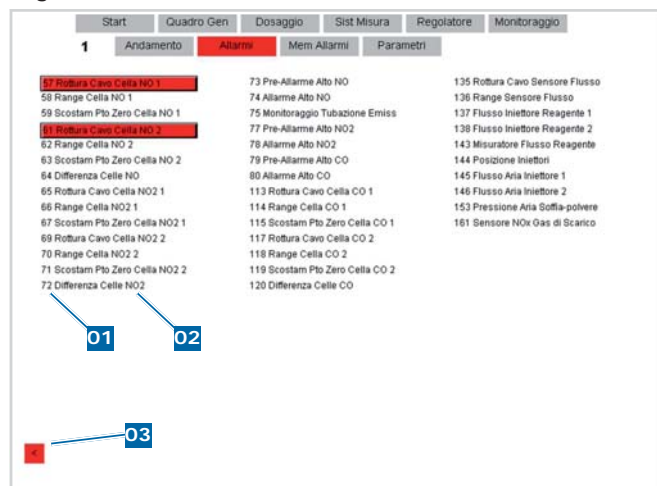 Start Quadro Gen Dosaggio Sist Misura Regolatore Monitoraggio
1 Andamento Allarmi Mem Allarmi Parametri
57 Rottura Cavo Cella NO 1
58 Range Cella NO 1
59 Scostam Pto Zero Cella NO 1
61 Rottura Cavo Cella NO 2
62 Range Cella NO 2
63 Scostam Pto Zero Cella NO 2
64 Differenza Celle NO
65 Rottura Cavo Cella NO2 1
66 Range Cella NO2 1
67 Scostam Pto Zero Cella NO2 1
69 Rottura Cavo Cella NO2 2
70 Range Cella NO2 2
71 Scostam Pto Zero Cella NO2 2
72 Differenza Celle NO2
73 Pre-Allarme Alto NO
74 Allarme Alto NO
75 Monitoraggio Tubazione Emiss
77 Pre-Allarme Alto NO2
78 Allarme Alto NO2
79 Pre-Allarme Alto CO
80 Allarme Alto CO
113 Rottura Cavo Cella CO 1
114 Range Cella CO 1
115 Scostam Pto Zero Cella CO 1
117 Rottura Cavo Cella CO 2
118 Range Cella CO 2
119 Scostam Pto Zero Cella CO 2
120 Differenza Celle CO
135 Rottura Cavo Sensore Flusso
136 Range Sensore Flusso
137 Flusso Iniettore Reagente 1
138 Flusso Iniettore Reagente 2
143 Misuratore Flusso Reagente
144 Posizione Iniettori
145 Flusso Aria Iniettore 1
146 Flusso Aria Iniettore 2
153 Pressione Aria Soffia-polvere
161 Sensore NOx Gas di Scarico
01 02
03
<